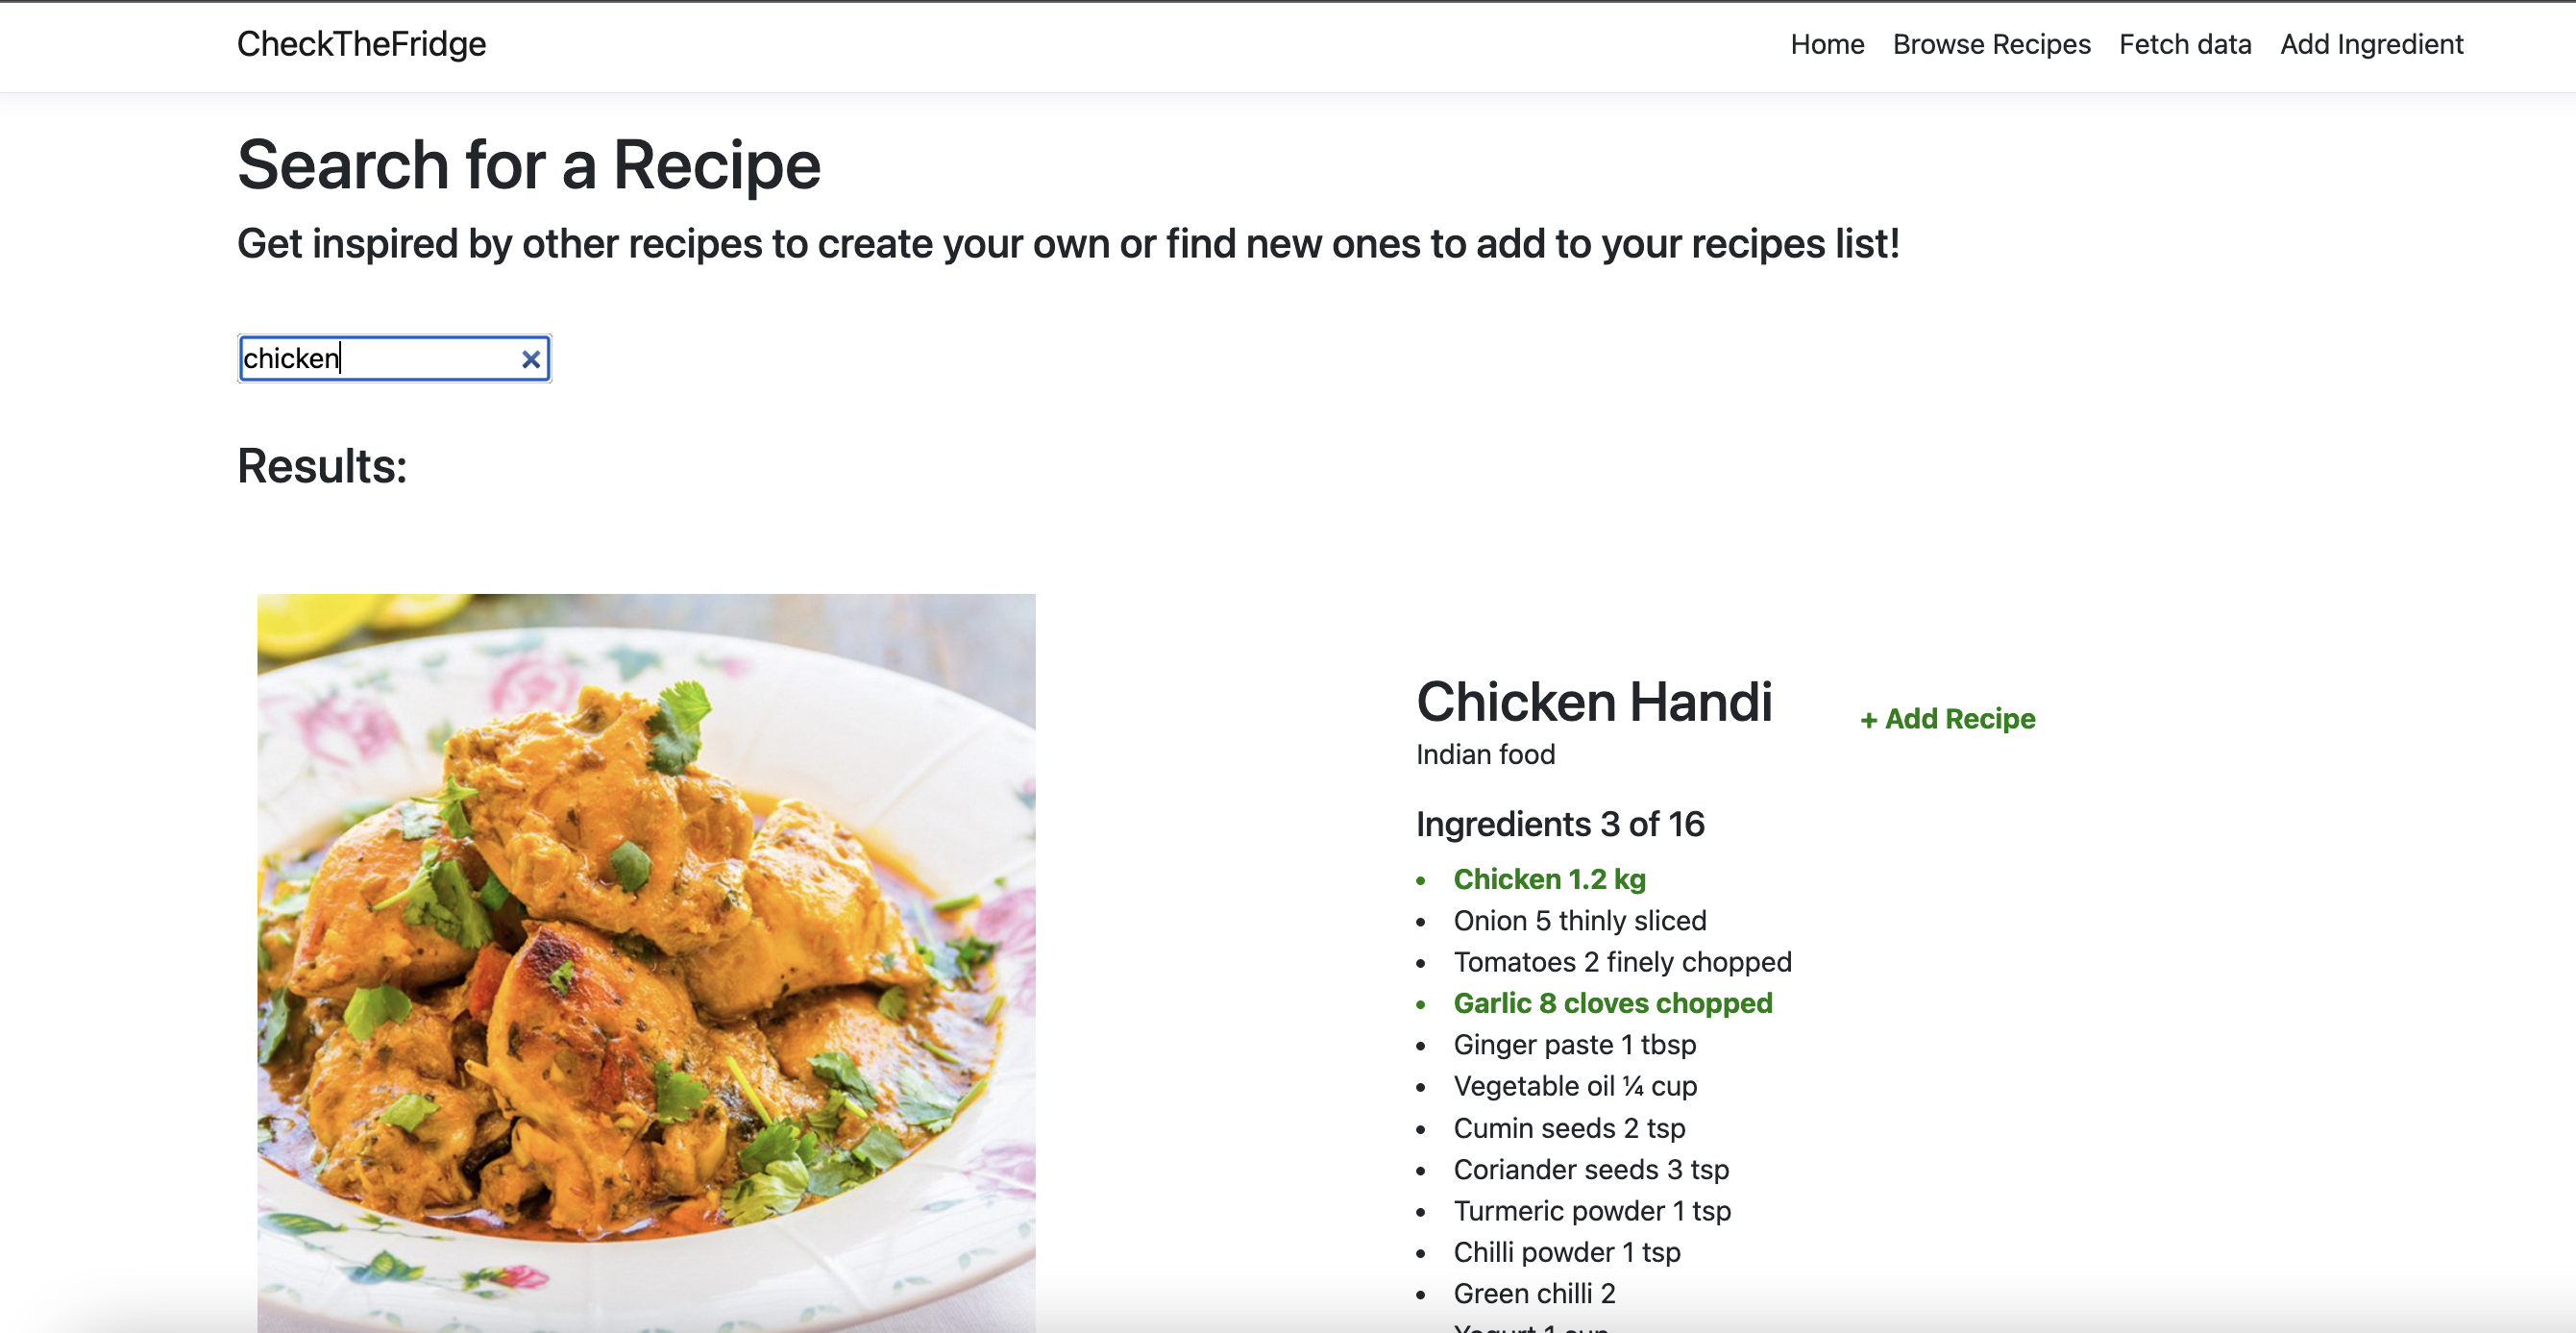 CheckTheFridge
Home Browse Recipes Fetch data Add Ingredient
Search for a Recipe
Get inspired by other recipes to create your own or find new ones to add to your recipes list!
chicken
Results:
Chicken Handi
+ Add Recipe
Indian food
Ingredients 3 of 16
Chicken 1.2 kg
Onion 5 thinly sliced
Tomatoes 2 finely chopped
Garlic 8 cloves chopped
Ginger paste 1 tbsp
Vegetable oil ¼ cup
Cumin seeds 2 tsp
Coriander seeds 3 tsp
Turmeric powder 1 tsp
Chilli powder 1 tsp
Green chilli 2
Yogurt 1 cup